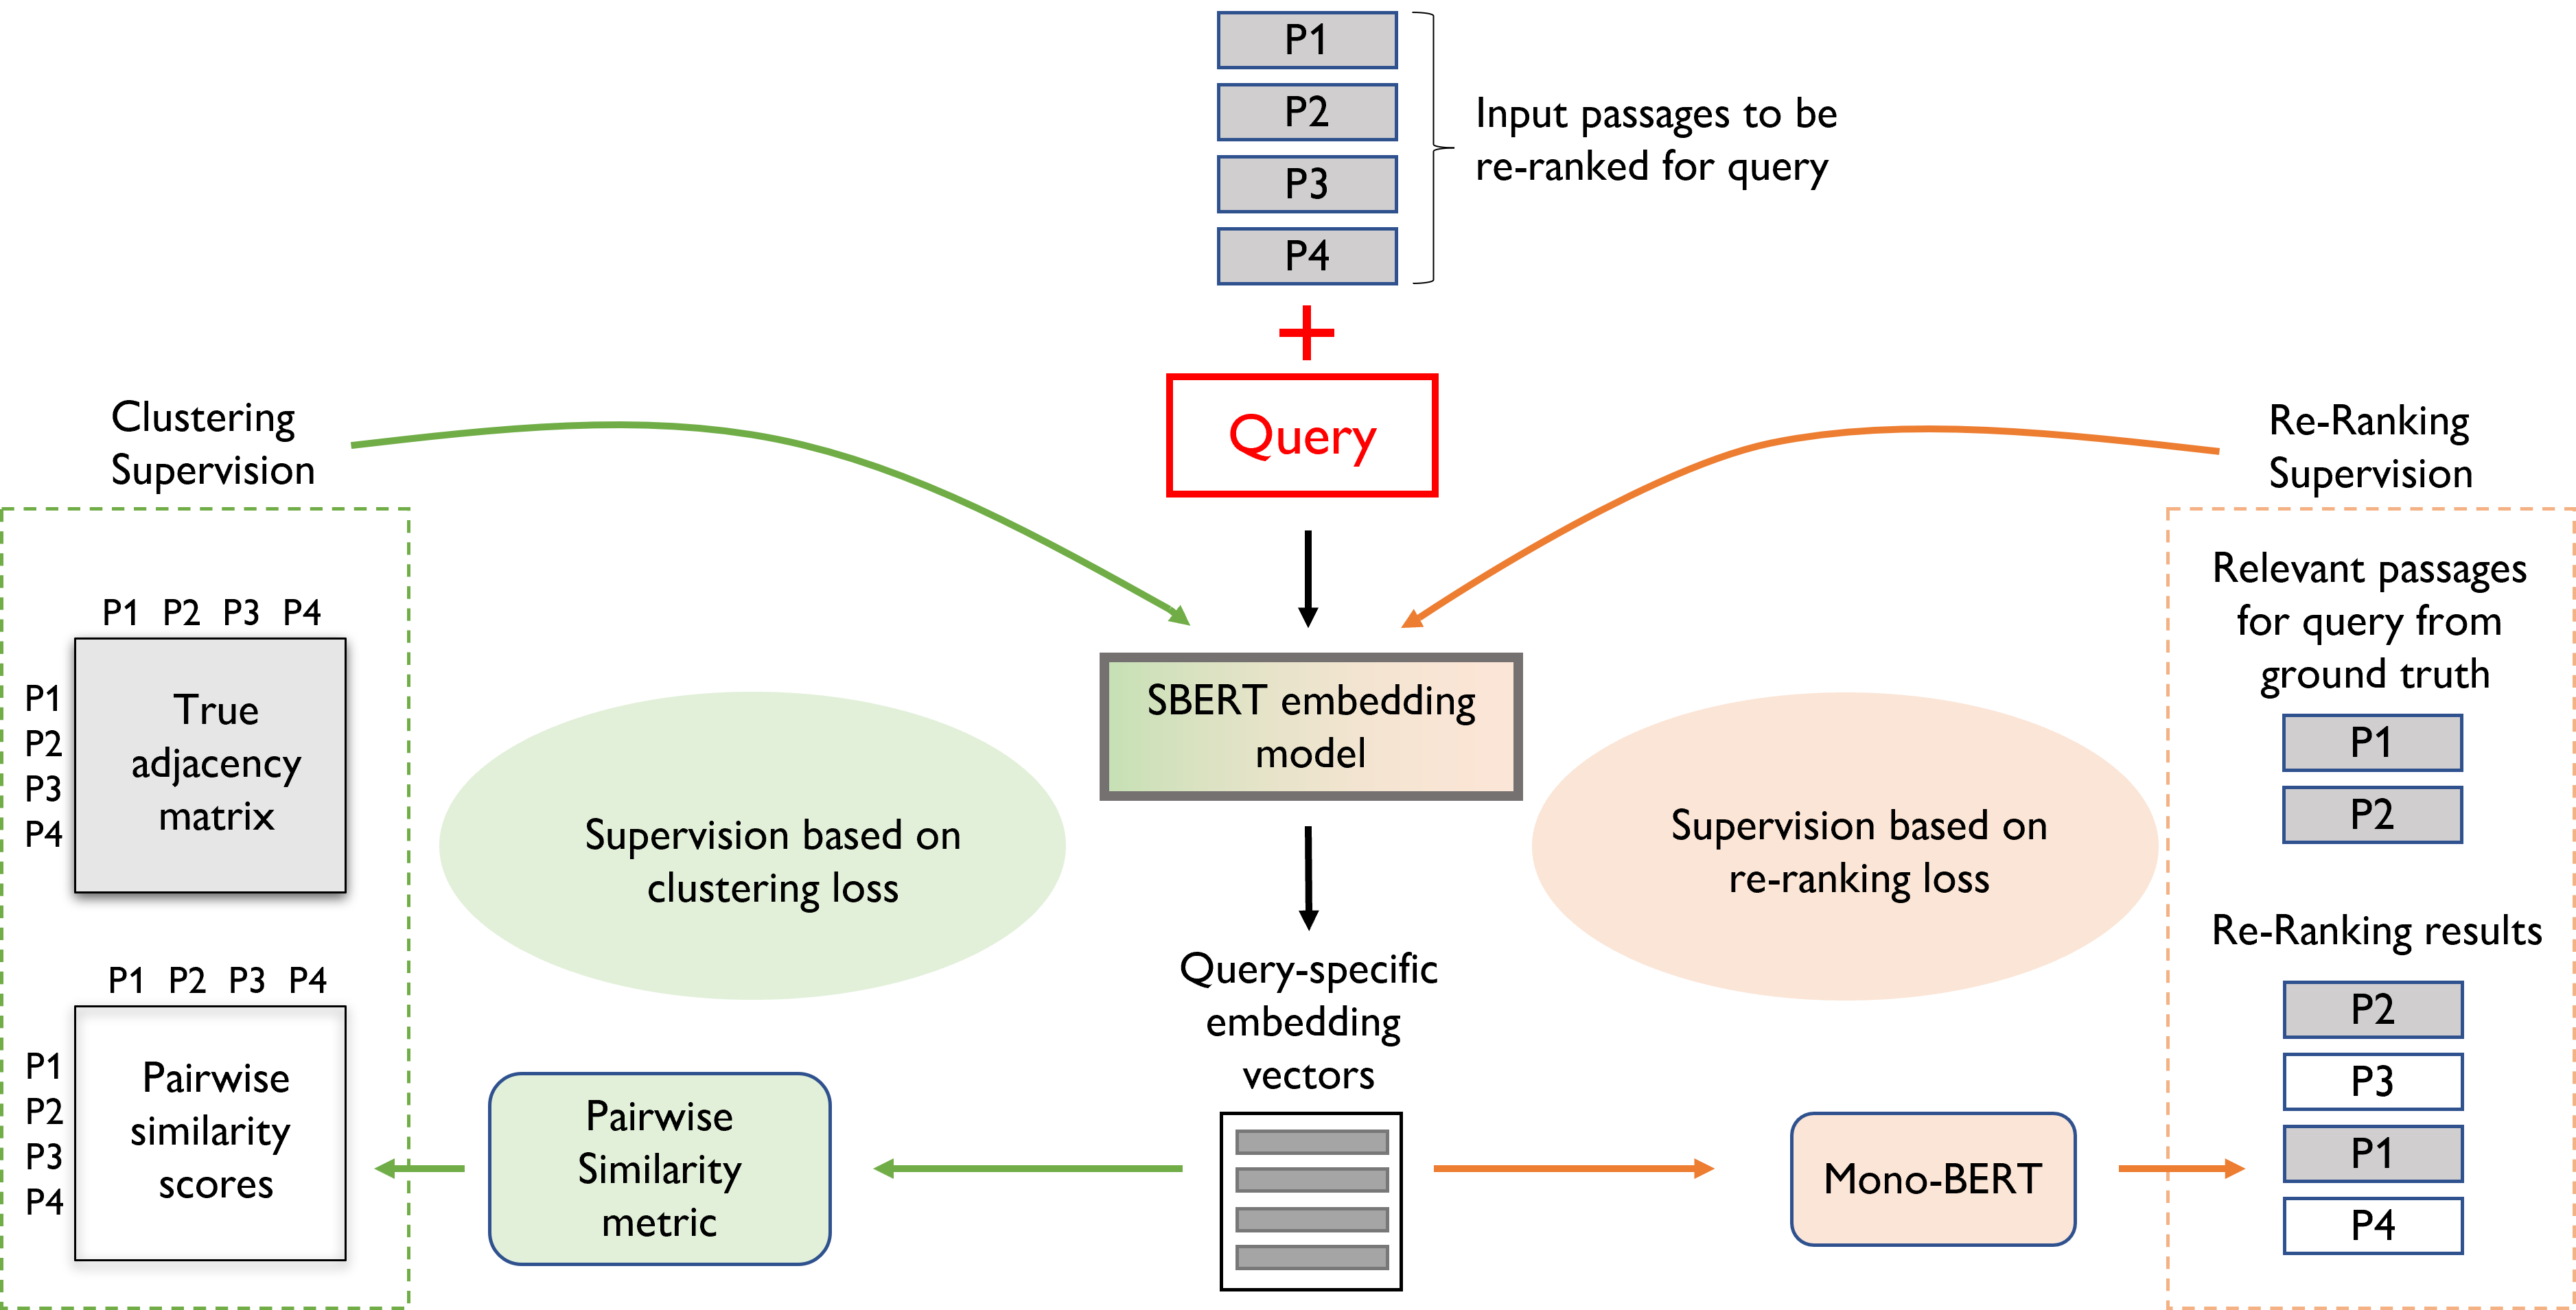 P1
P2
P3
P4
Input passages to be
re-ranked for query
+
Query
Clustering
Supervision
Re-Ranking
Supervision
P1 P2 P3 P4
P1
P2
P3
P4
True
adjacency
matrix
P1 P2 P3 P4
P1
P2
P3
P4
Pairwise
similarity
scores
Supervision based on
clustering loss
Pairwise
Similarity
metric
SBERT embedding
model
Query-specific
embedding
vectors
Supervision based on
re-ranking loss
Mono-BERT
Relevant passages
for query from
ground truth
P1
P2
Re-Ranking results
P2
P3
P1
P4